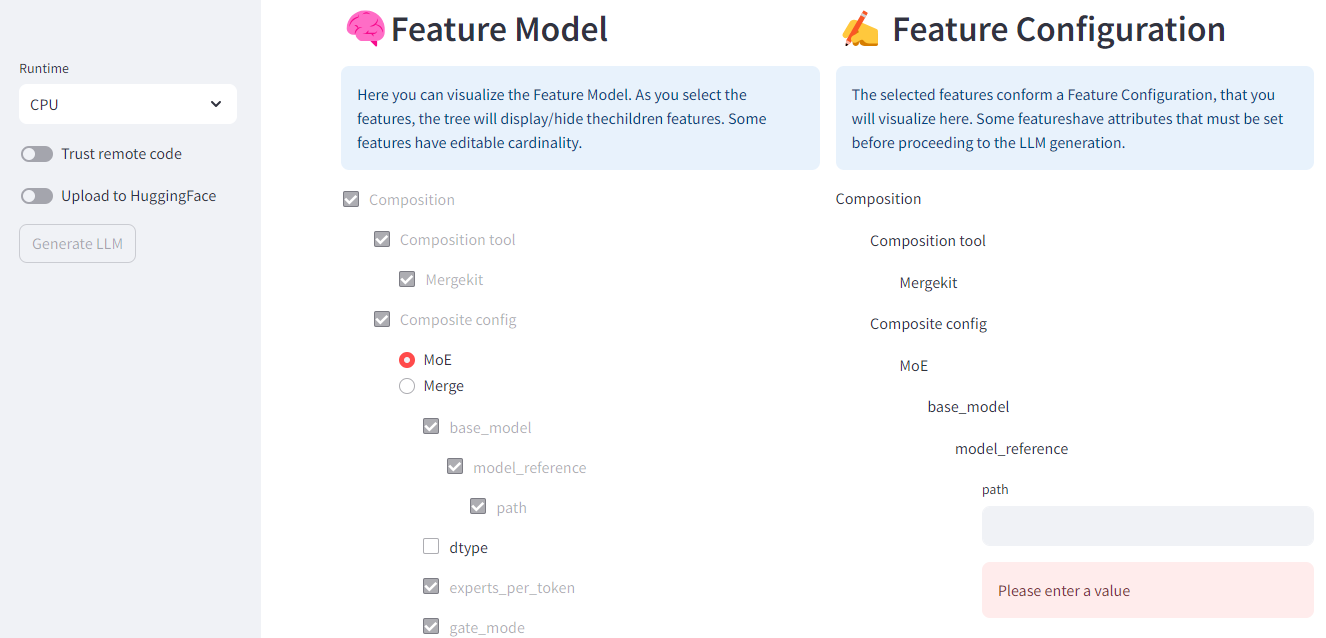 Runtime
CPU
Trust remote code
Upload to HuggingFace
Generate LLM
Feature Model
Here you can visualize the Feature Model. As you select the
features, the tree will display/hide thechildren features. Some
features have editable cardinality.
Composition
Composition tool
Mergekit
Composite config
MoE
Merge
base_model
model_reference
path
dtype
experts_per_token
gate_mode
Feature Configuration
The selected features conform a Feature Configuration, that you
will visualize here. Some featureshave attributes that must be set
before proceeding to the LLM generation.
Composition
Composition tool
Mergekit
Composite config
MoE
base_model
model_reference
path
Please enter a value